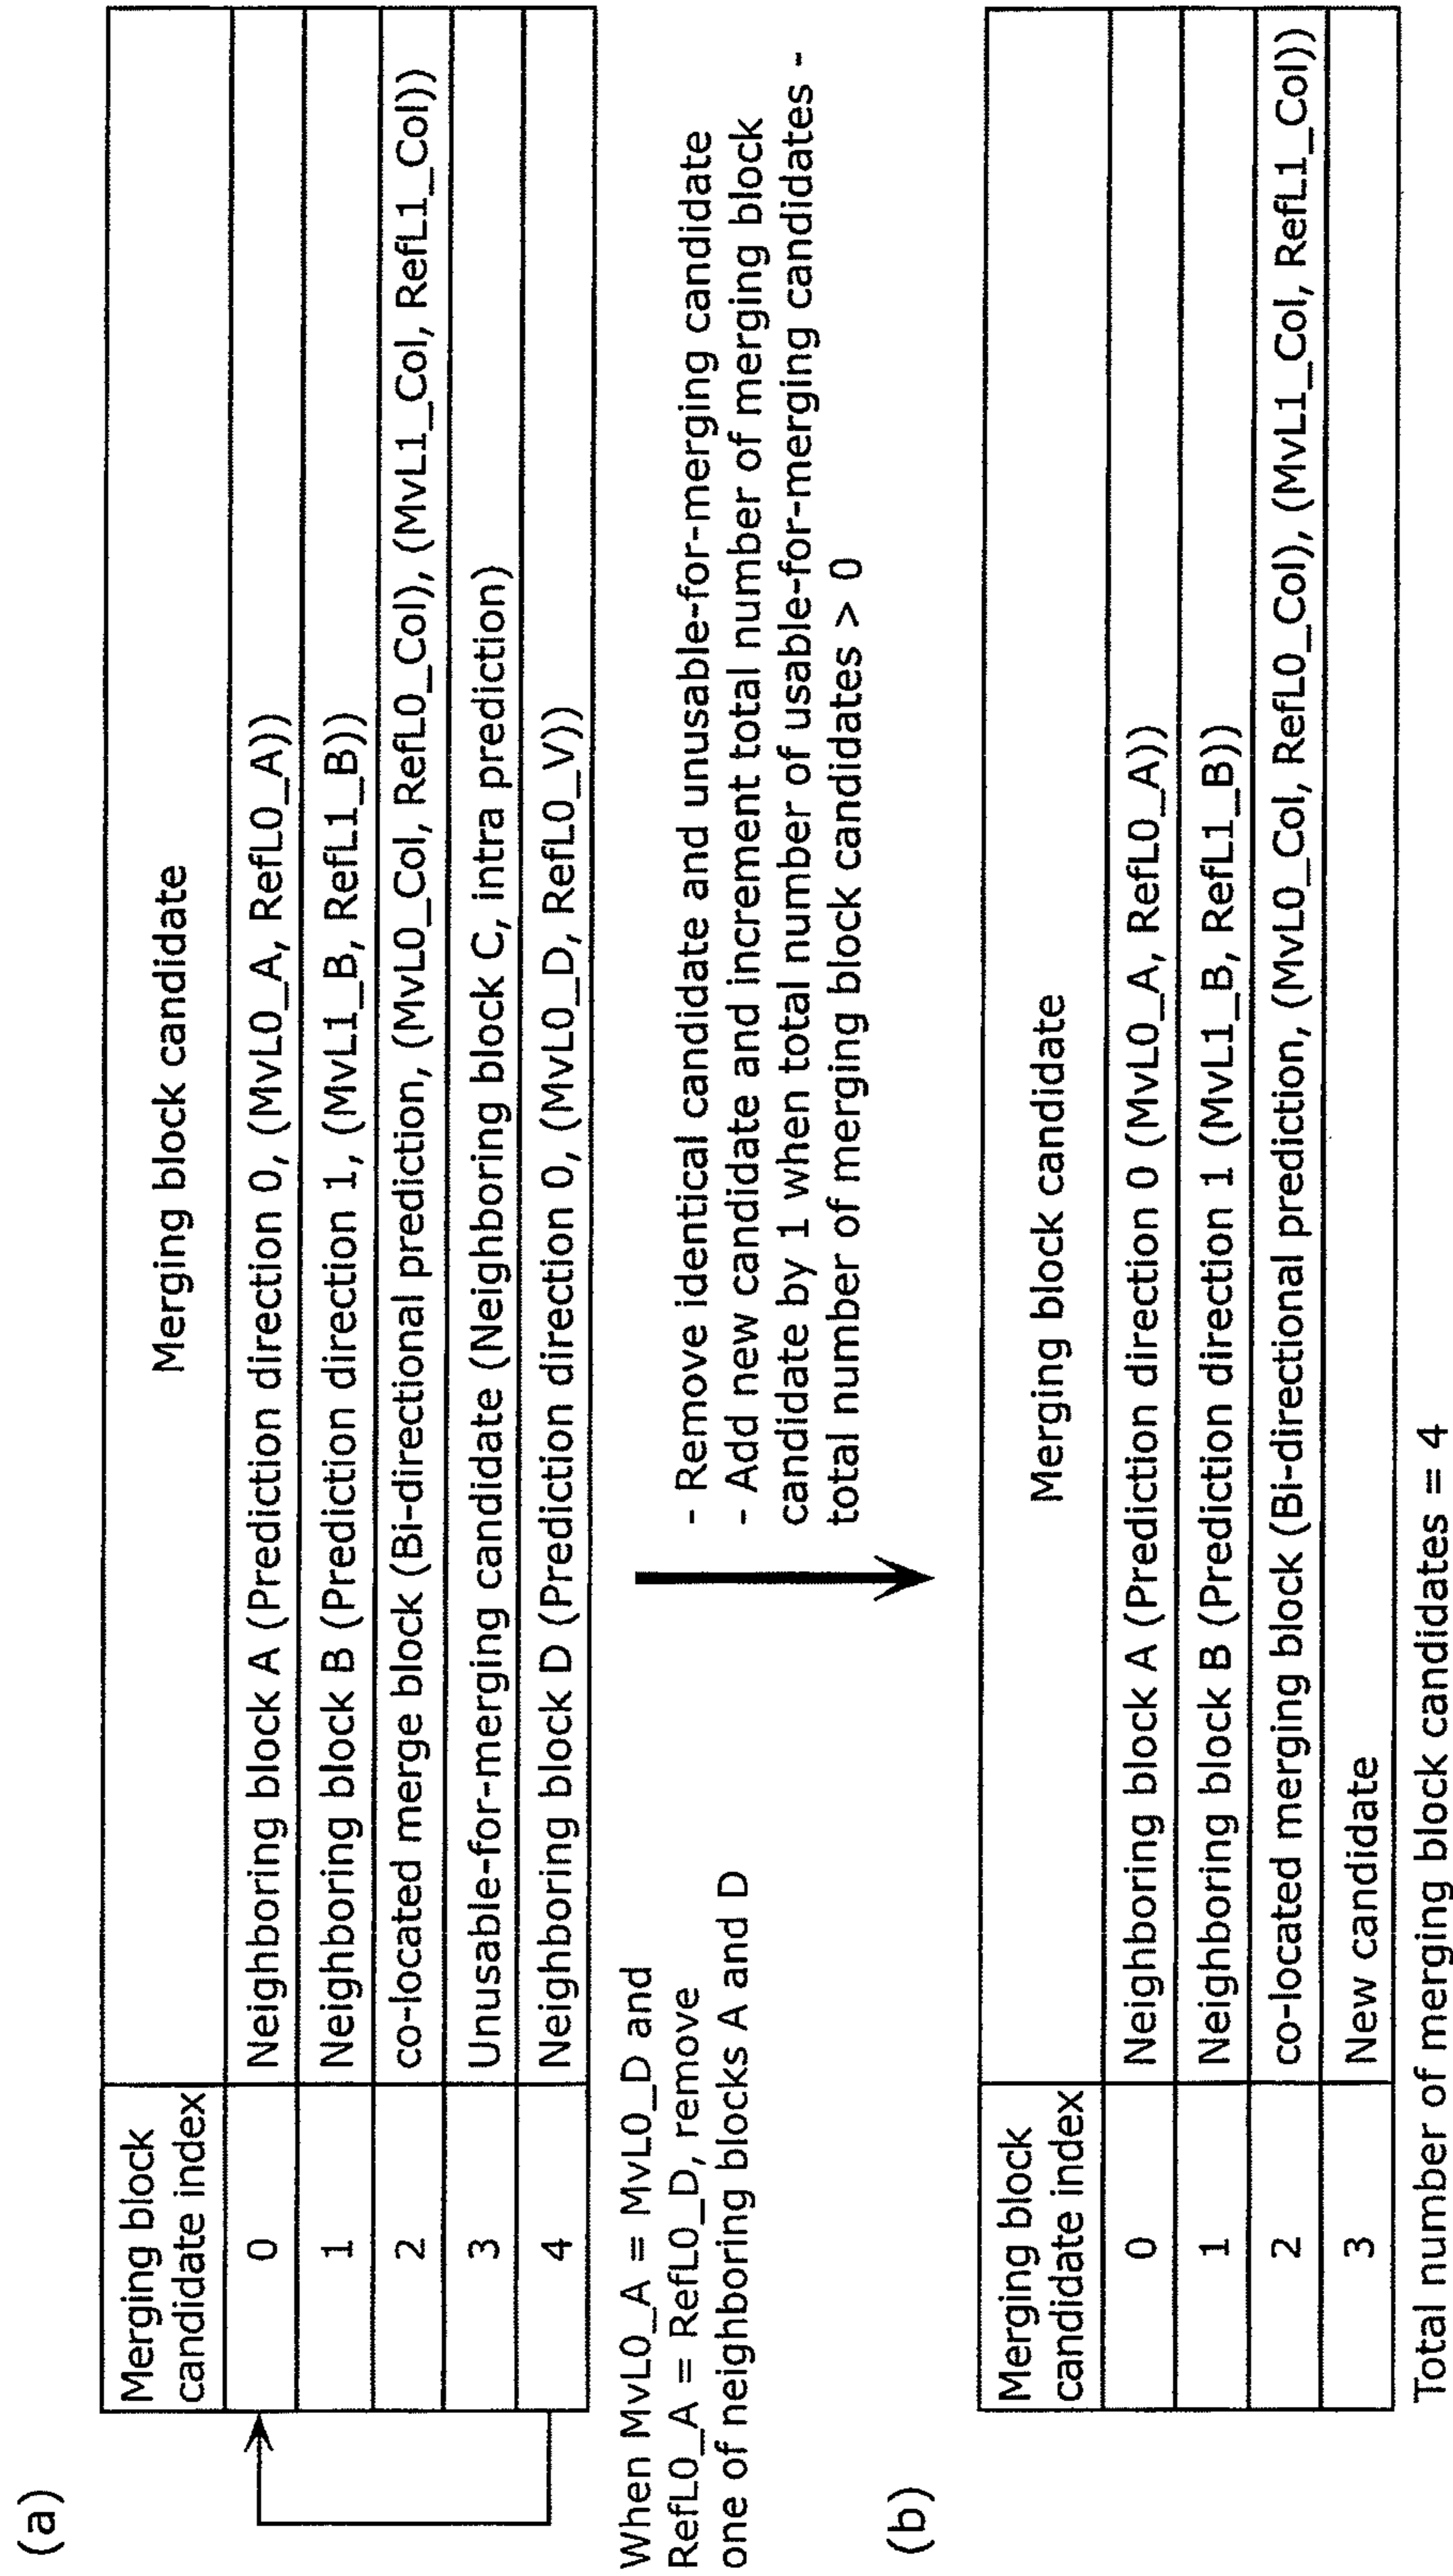 (a)
Merging block
candidate index
Merging block candidate
0
Neighboring block A (Prediction direction 0, (MvL0_A, RefL0_A))
1
Neighboring block B (Prediction direction 1, (MvL1_B, RefL1_B))
2
co-located merge block (Bi-directional prediction, (MvL0_Col, RefL0_Col), (MvL1_Col, RefL1_Col))
3
Unusable-for-merging candidate (Neighboring block C, intra prediction)
4
Neighboring block D (Prediction direction 0, (MvL0_D, RefL0_V))
When MvL0_A = MvL0_D and
RefL0_A = RefL0_D, remove
one of neighboring blocks A and D
- Remove identical candidate and unusable-for-merging candidate
- Add new candidate and increment total number of merging block
candidate by 1 when total number of usable-for-merging candidates -
total number of merging block candidates > 0
(b)
Merging block
candidate index
Merging block candidate
0
Neighboring block A (Prediction direction 0 (MvL0_A, RefL0_A))
1
Neighboring block B (Prediction direction 1 (MvL1_B, RefL1_B))
2
co-located merging block (Bi-directional prediction, (MvL0_Col, RefL0_Col), (MvL1_Col, RefL1_Col))
3
New candidate
Total number of merging block candidates = 4